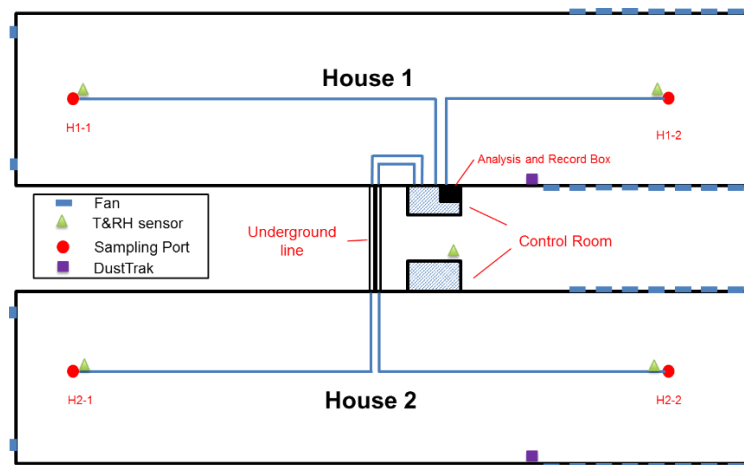 House 1
H1-1
H1-2
Analysis and Record Box
Fan
T&RH sensor
Sampling Port
DustTrak
Underground
line
Control Room
H2-1
House 2
H2-2